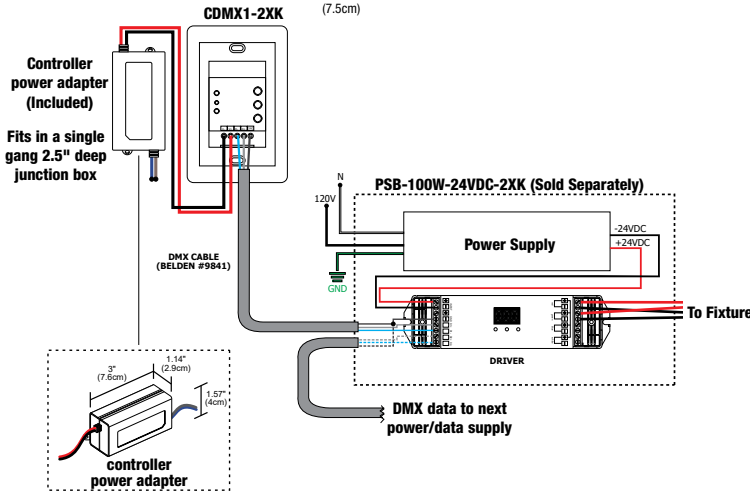 CDMX1-2XK
(7.5cm)
Controller
power adapter
(Included)
Fits in a single
gang 2.5" deep
junction box
N
120V
GND
PSB-100W-24VDC-2XK (Sold Separately)
Power Supply
-24VDC
+24VDC
DMX CABLE
(BELDEN #9841)
To Fixture
DRIVER
DMX data to next
power/data supply
3"
(7.6cm)
1.14"
(2.9cm)
1.57"
(4cm)
controller
power adapter